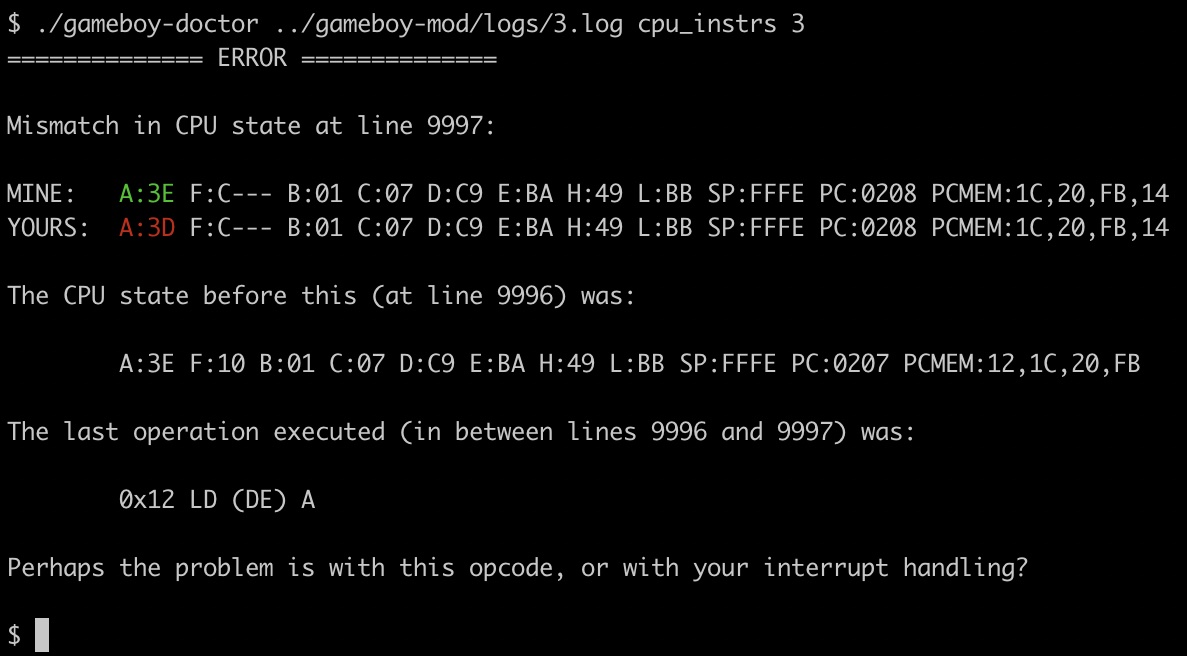 $ ./gameboy-doctor ../gameboy-mod/logs/3.log cpu_instrs 3
============== ERROR ==============
Mismatch in CPU state at line 9997:
MINE:   A:3E F:C--- B:01 C:07 D:C9 E:BA H:49 L:BB SP:FFFE PC:0208 PCMEM:1C,20,FB,14
YOURS:  A:3D F:C--- B:01 C:07 D:C9 E:BA H:49 L:BB SP:FFFE PC:0208 PCMEM:1C,20,FB,14
The CPU state before this (at line 9996) was:
A:3E F:10 B:01 C:07 D:C9 E:BA H:49 L:BB SP:FFFE PC:0207 PCMEM:12,1C,20,FB
The last operation executed (in between lines 9996 and 9997) was:
0x12 LD (DE) A
Perhaps the problem is with this opcode, or with your interrupt handling?
$